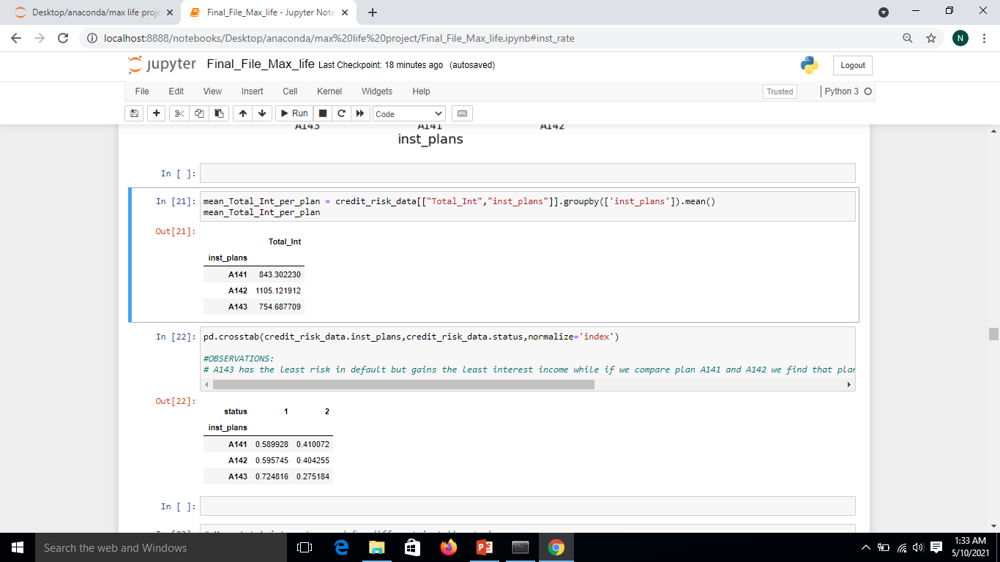 Desktop/anaconda/max life proje
Final_File_Max_life - Jupyter Note
localhost:8888/notebooks/Desktop/anaconda/max%20life%20project/Final_File_Max_life.ipynb#inst_rate
N
jupyter Final_File_Max_life Last Checkpoint: 18 minutes ago (autosaved)
Logout
File Edit View Insert Cell Kernel Widgets Help
Trusted
Python 3
Run
Code
A143 A141 A142
inst_plans
In [ ]:
In [21]: mean_Total_Int_per_plan = credit_risk_data[["Total_Int","inst_plans"]].groupby(['inst_plans']).mean()
mean_Total_Int_per_plan
Out[21]:
Total_Int
inst_plans
A141 843.302230
A142 1105.121912
A143 754.687709
In [22]: pd.crosstab(credit_risk_data.inst_plans,credit_risk_data.status,normalize='index')
#OBSERVATIONS:
# A143 has the least risk in default but gains the least interest income while if we compare plan A141 and A142 we find that plan
Out[22]:
status 1 2
inst_plans
A141 0.589928 0.410072
A142 0.595745 0.404255
A143 0.724816 0.275184
In [ ]:
Search the web and Windows
1:33 AM
5/10/2021